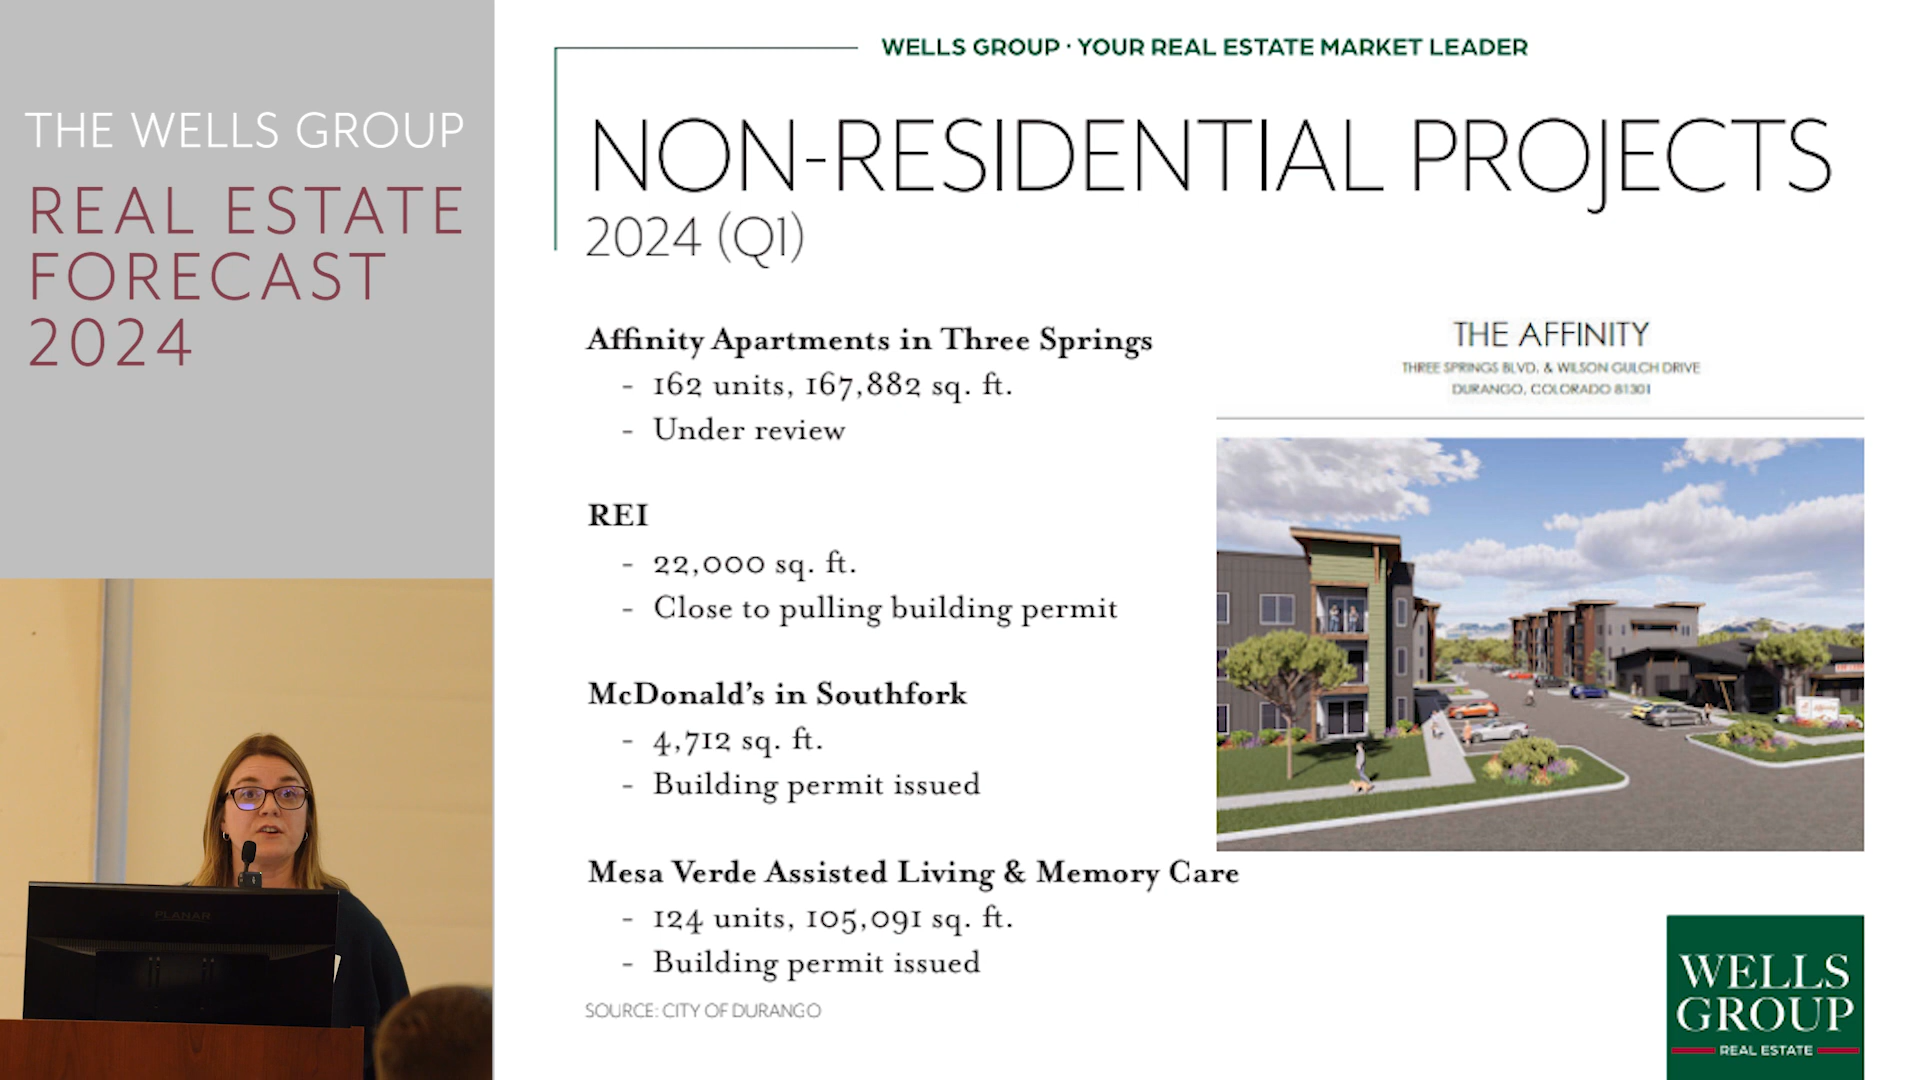 THE WELLS GROUP
REAL ESTATE
FORECAST
2024
WELLS GROUP · YOUR REAL ESTATE MARKET LEADER
NON-RESIDENTIAL PROJECTS
2024 (Q1)
Affinity Apartments in Three Springs
- 162 units, 167,882 sq. ft.
- Under review
REI
- 22,000 sq. ft.
- Close to pulling building permit
McDonald's in Southfork
- 4,712 sq. ft.
- Building permit issued
Mesa Verde Assisted Living & Memory Care
- 124 units, 105,091 sq. ft.
- Building permit issued
SOURCE: CITY OF DURANGO
THE AFFINITY
THREE SPRINGS BLVD. & WILSON GULCH DRIVE
DURANGO, COLORADO 81301
WELLS
GROUP
REAL ESTATE
PLANAR